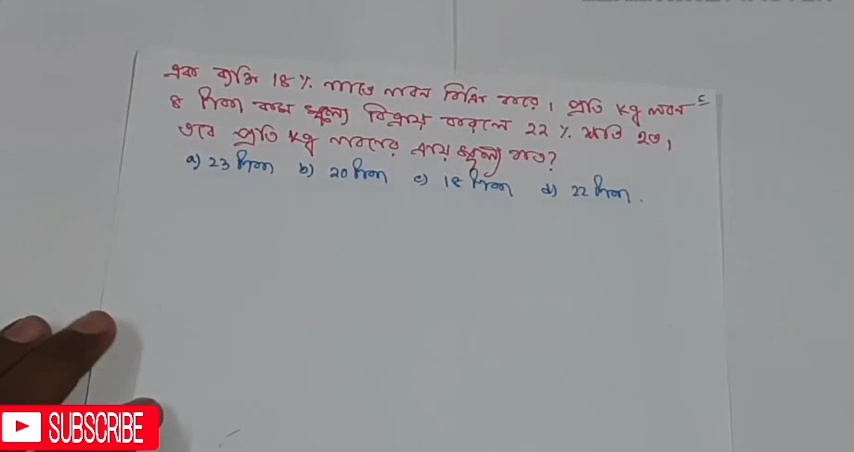 এক ব্যক্তি 18% লাভে লবন বিক্রি করে। প্রতি kg লবন
8 টাকা কম মূল্যে বিক্রয় করলে 22% ক্ষতি হত,
তবে প্রতি kg লবনের ক্রয় মূল্য কত?
a) 23 টাকা b) 20 টাকা c) 18 টাকা d) 22 টাকা.
SUBSCRIBE